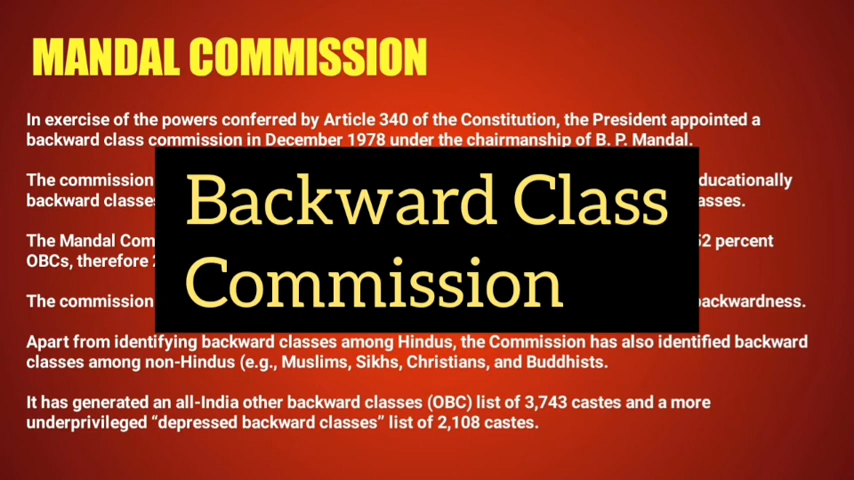 MANDAL COMMISSION
In exercise of the powers conferred by Article 340 of the Constitution, the President appointed a
backward class commission in December 1978 under the chairmanship of B. P. Mandal.
The commission
backward classes
Backward Class
Commission
The Mandal Com
52 percent
OBCs, therefore
The commission
backwardness.
Apart from identifying backward classes among Hindus, the Commission has also identified backward
classes among non-Hindus (e.g., Muslims, Sikhs, Christians, and Buddhists.
It has generated an all-India other backward classes (OBC) list of 3,743 castes and a more
underprivileged “depressed backward classes” list of 2,108 castes.